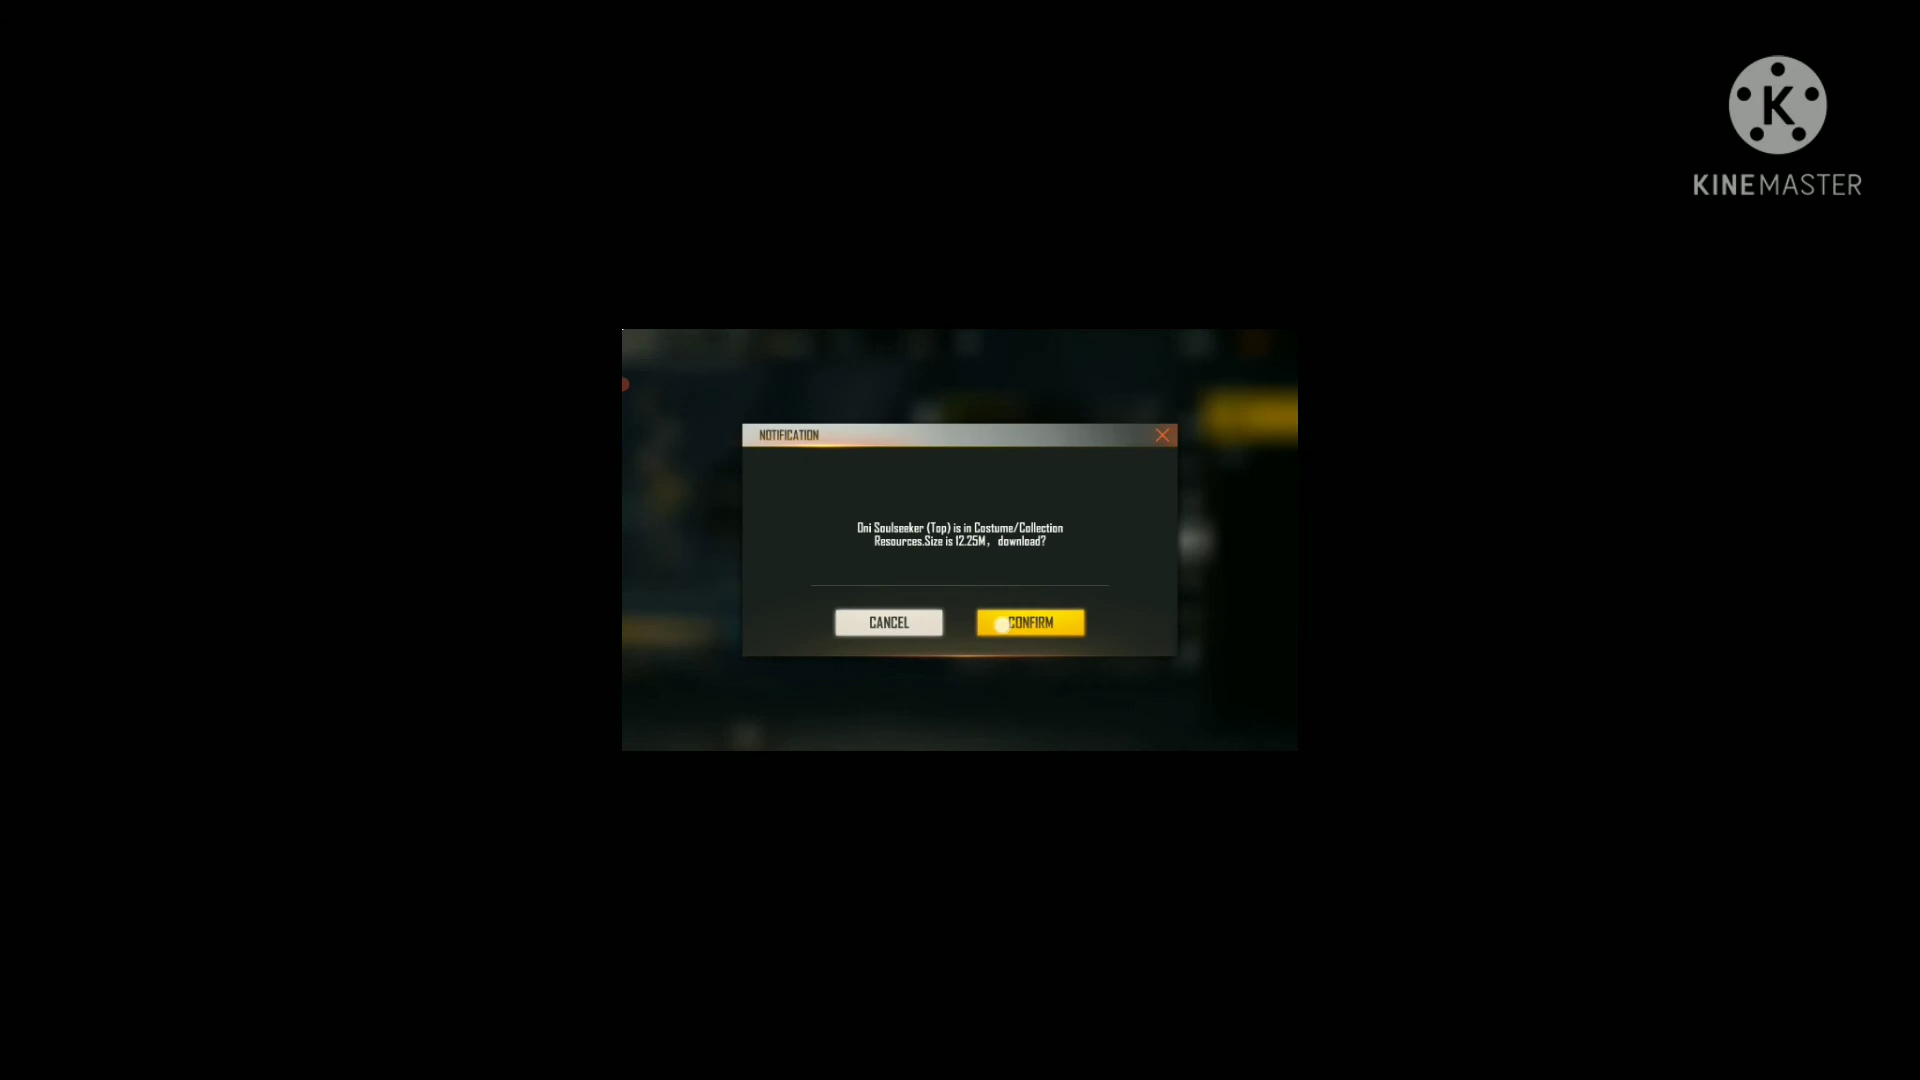 K
KINEMASTER
NOTIFICATION
Oni Soulseeker (Top) is in Costume/Collection
Resources.Size is 12.25M, download?
CANCEL
CONFIRM